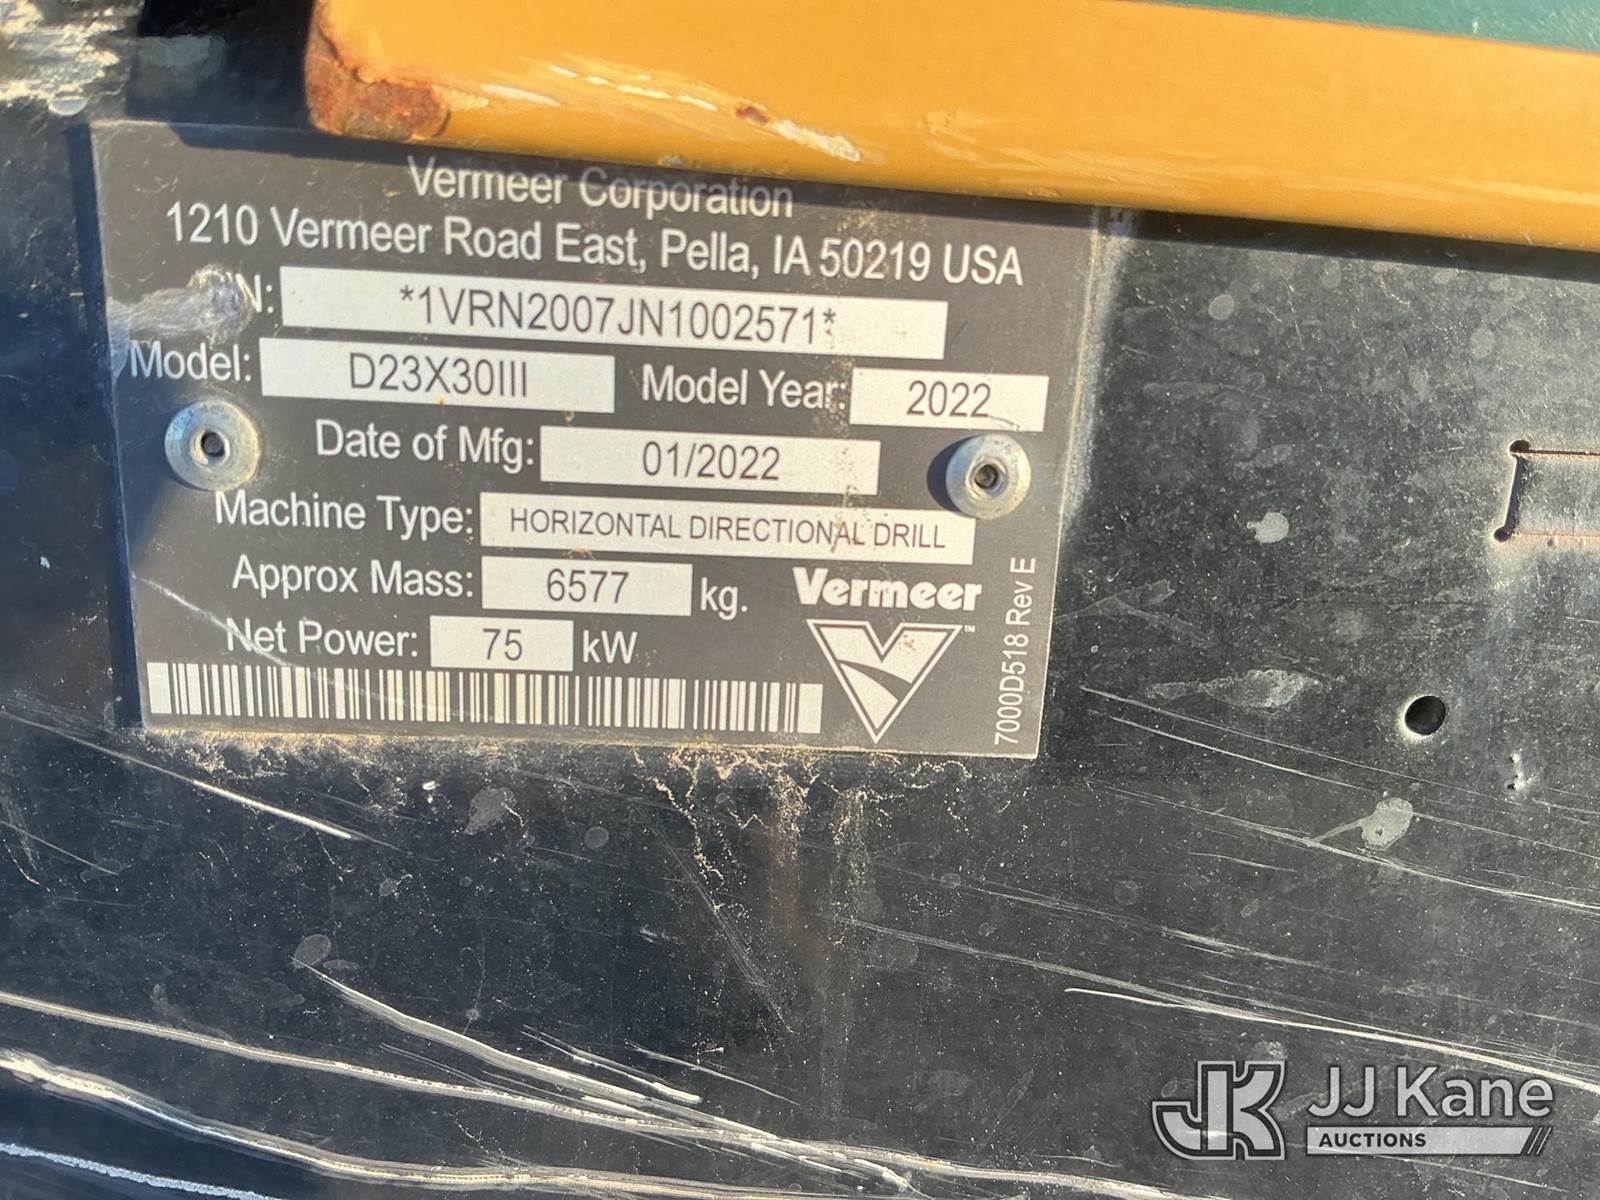 Vermeer Corporation
1210 Vermeer Road East, Pella, IA 50219 USA
*1VRN2007JN1002571*
Model: D23X30III Model Year: 2022
Date of Mfg: 01/2022
Machine Type: HORIZONTAL DIRECTIONAL DRILL
Approx Mass: 6577 kg.
Net Power: 75 kW
Vermeer
™
7000D518 Rev E
JK JJ Kane
AUCTIONS